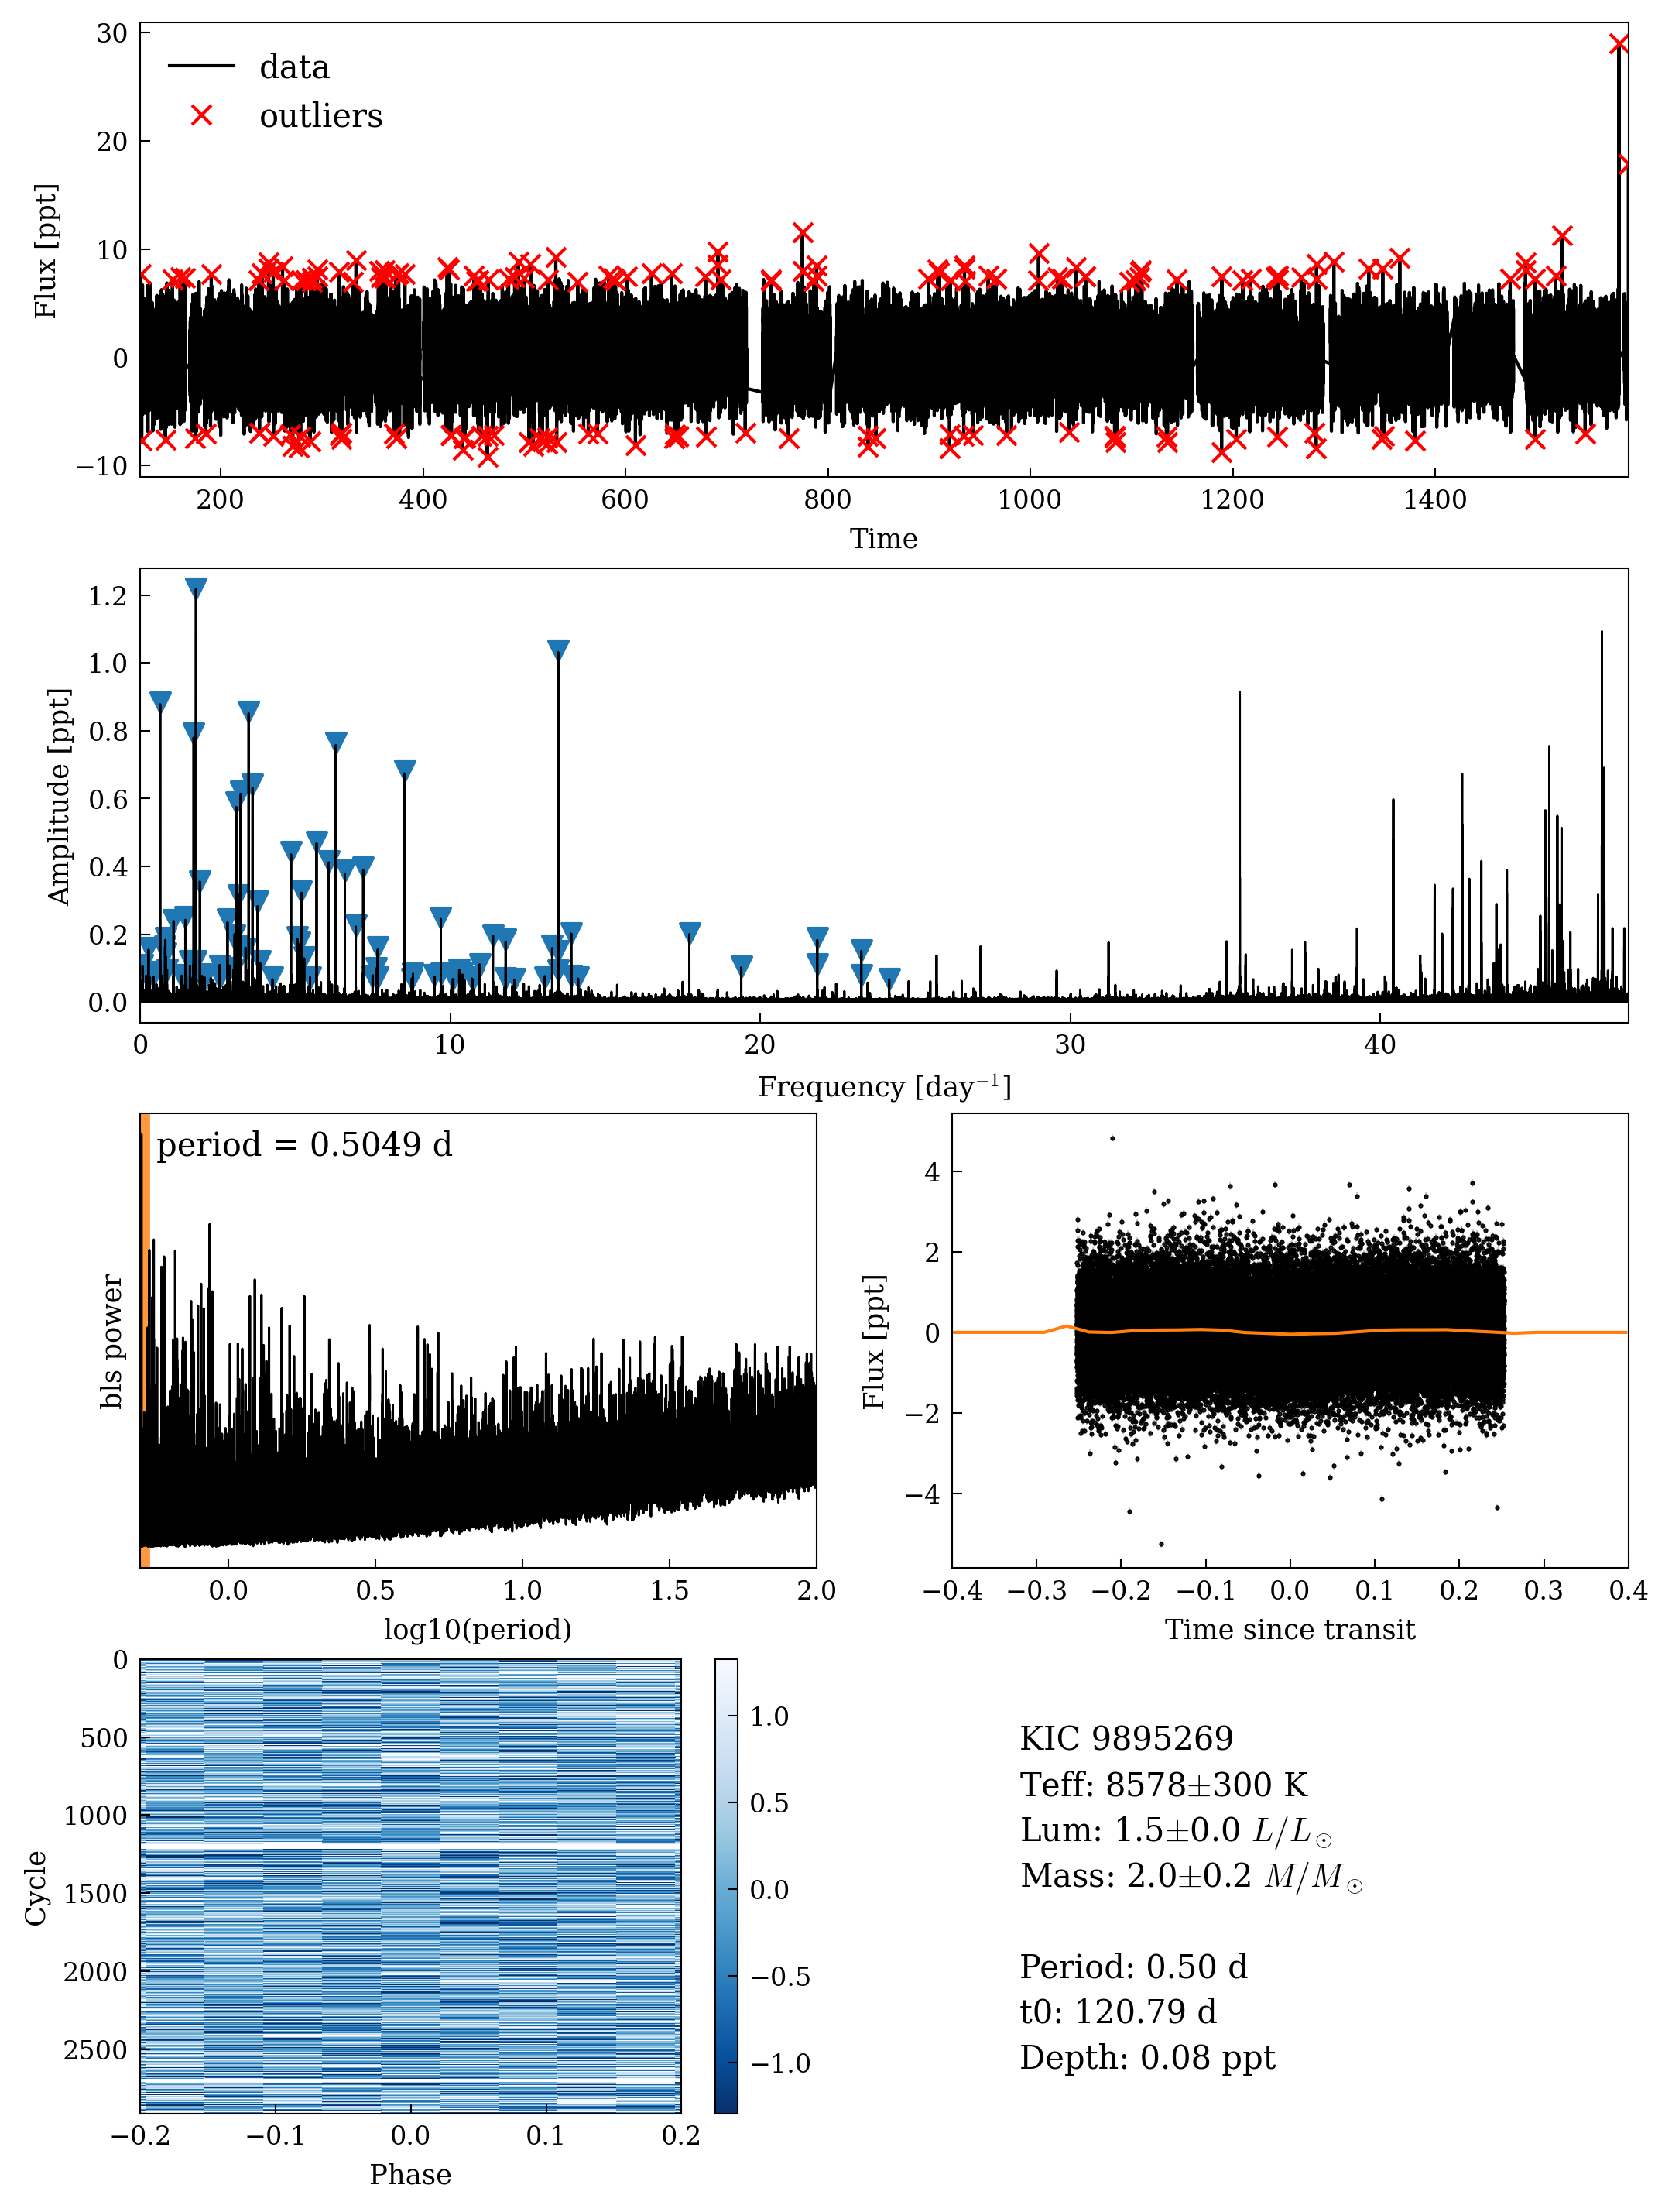 30
20
10
0
−10
data
outliers
Flux [ppt]
200
400
600
800
1000
1200
1400
Time
1.2
1.0
0.8
0.6
0.4
0.2
0.0
Amplitude [ppt]
0
10
20
30
40
Frequency [day⁻¹]
period = 0.5049 d
bls power
0.0
0.5
1.0
1.5
2.0
log10(period)
4
2
0
−2
−4
Flux [ppt]
−0.4
−0.3
−0.2
−0.1
0.0
0.1
0.2
0.3
0.4
Time since transit
0
500
1000
1500
2000
2500
Cycle
−0.2
−0.1
0.0
0.1
0.2
Phase
1.0
0.5
0.0
−0.5
−1.0
KIC 9895269
Teff: 8578±300 K
Lum: 1.5±0.0 L/L☉
Mass: 2.0±0.2 M/M☉
Period: 0.50 d
t0: 120.79 d
Depth: 0.08 ppt